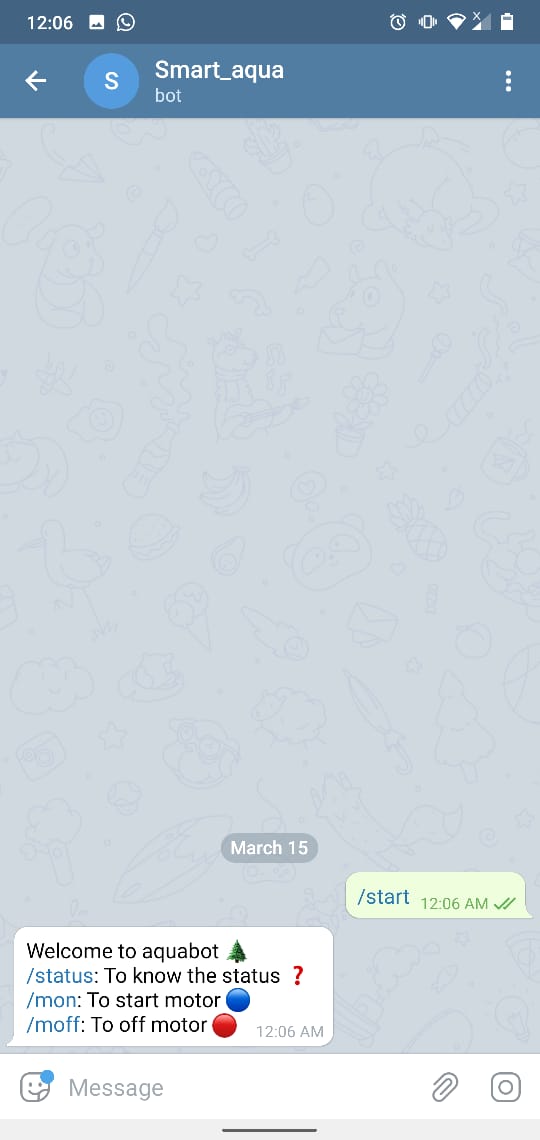 12:06
Smart_aqua
S
bot
March 15
/start 12:06 AM
Welcome to aquabot 🌲
/status: To know the status ❓
/mon: To start motor 🔵
/moff: To off motor 🔴 12:06 AM
Message